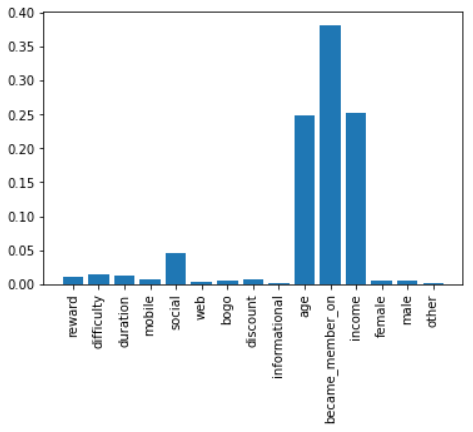 0.40
0.35
0.30
0.25
0.20
0.15
0.10
0.05
0.00
reward
difficulty
duration
mobile
social
web
bogo
discount
informational
age
became_member_on
income
female
male
other